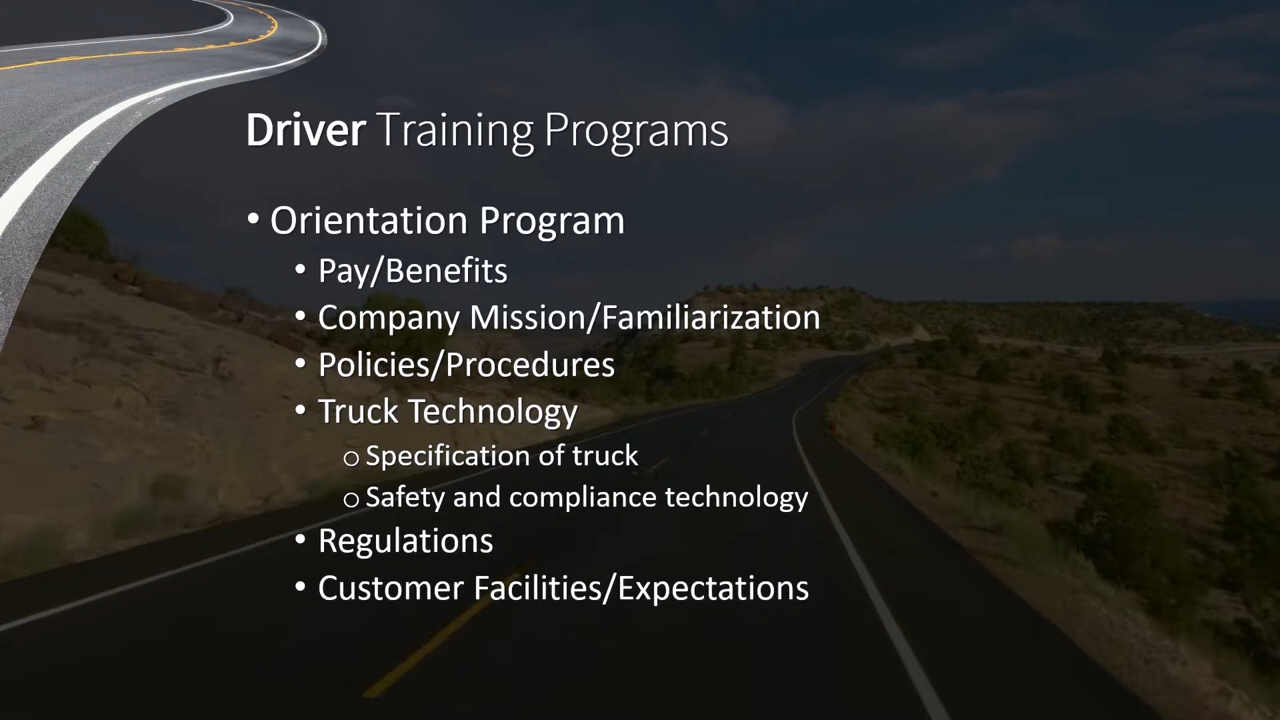 Driver Training Programs
• Orientation Program
• Pay/Benefits
• Company Mission/Familiarization
• Policies/Procedures
• Truck Technology
o Specification of truck
o Safety and compliance technology
• Regulations
• Customer Facilities/Expectations